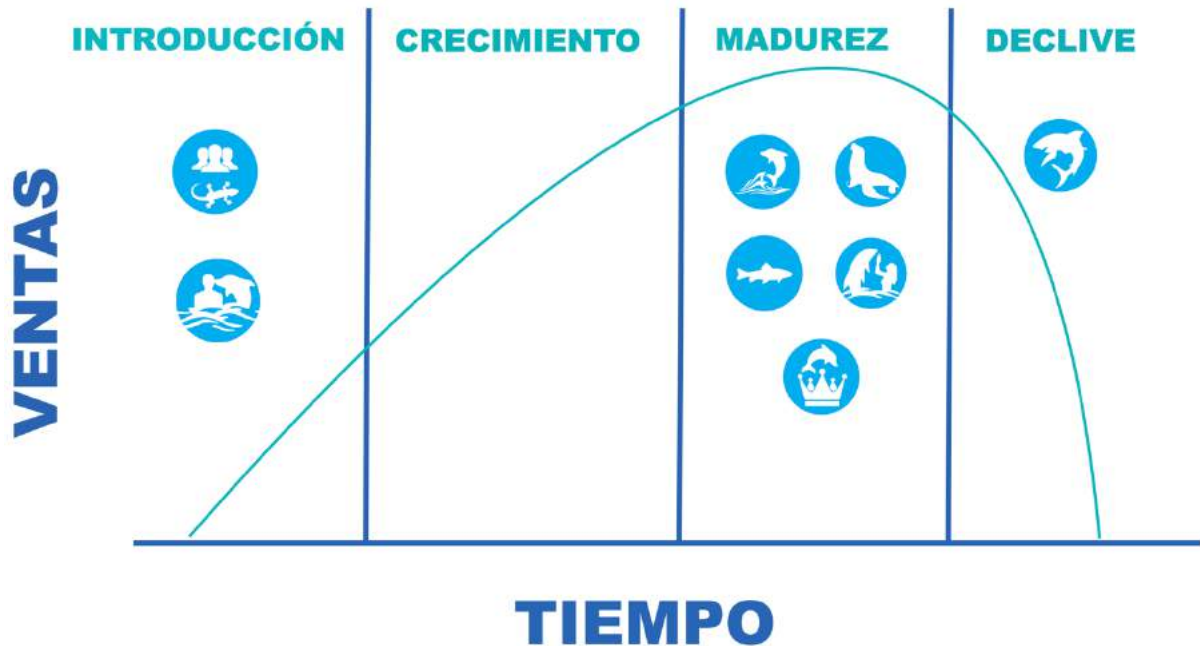 INTRODUCCIÓN
CRECIMIENTO
MADUREZ
DECLIVE
VENTAS
TIEMPO